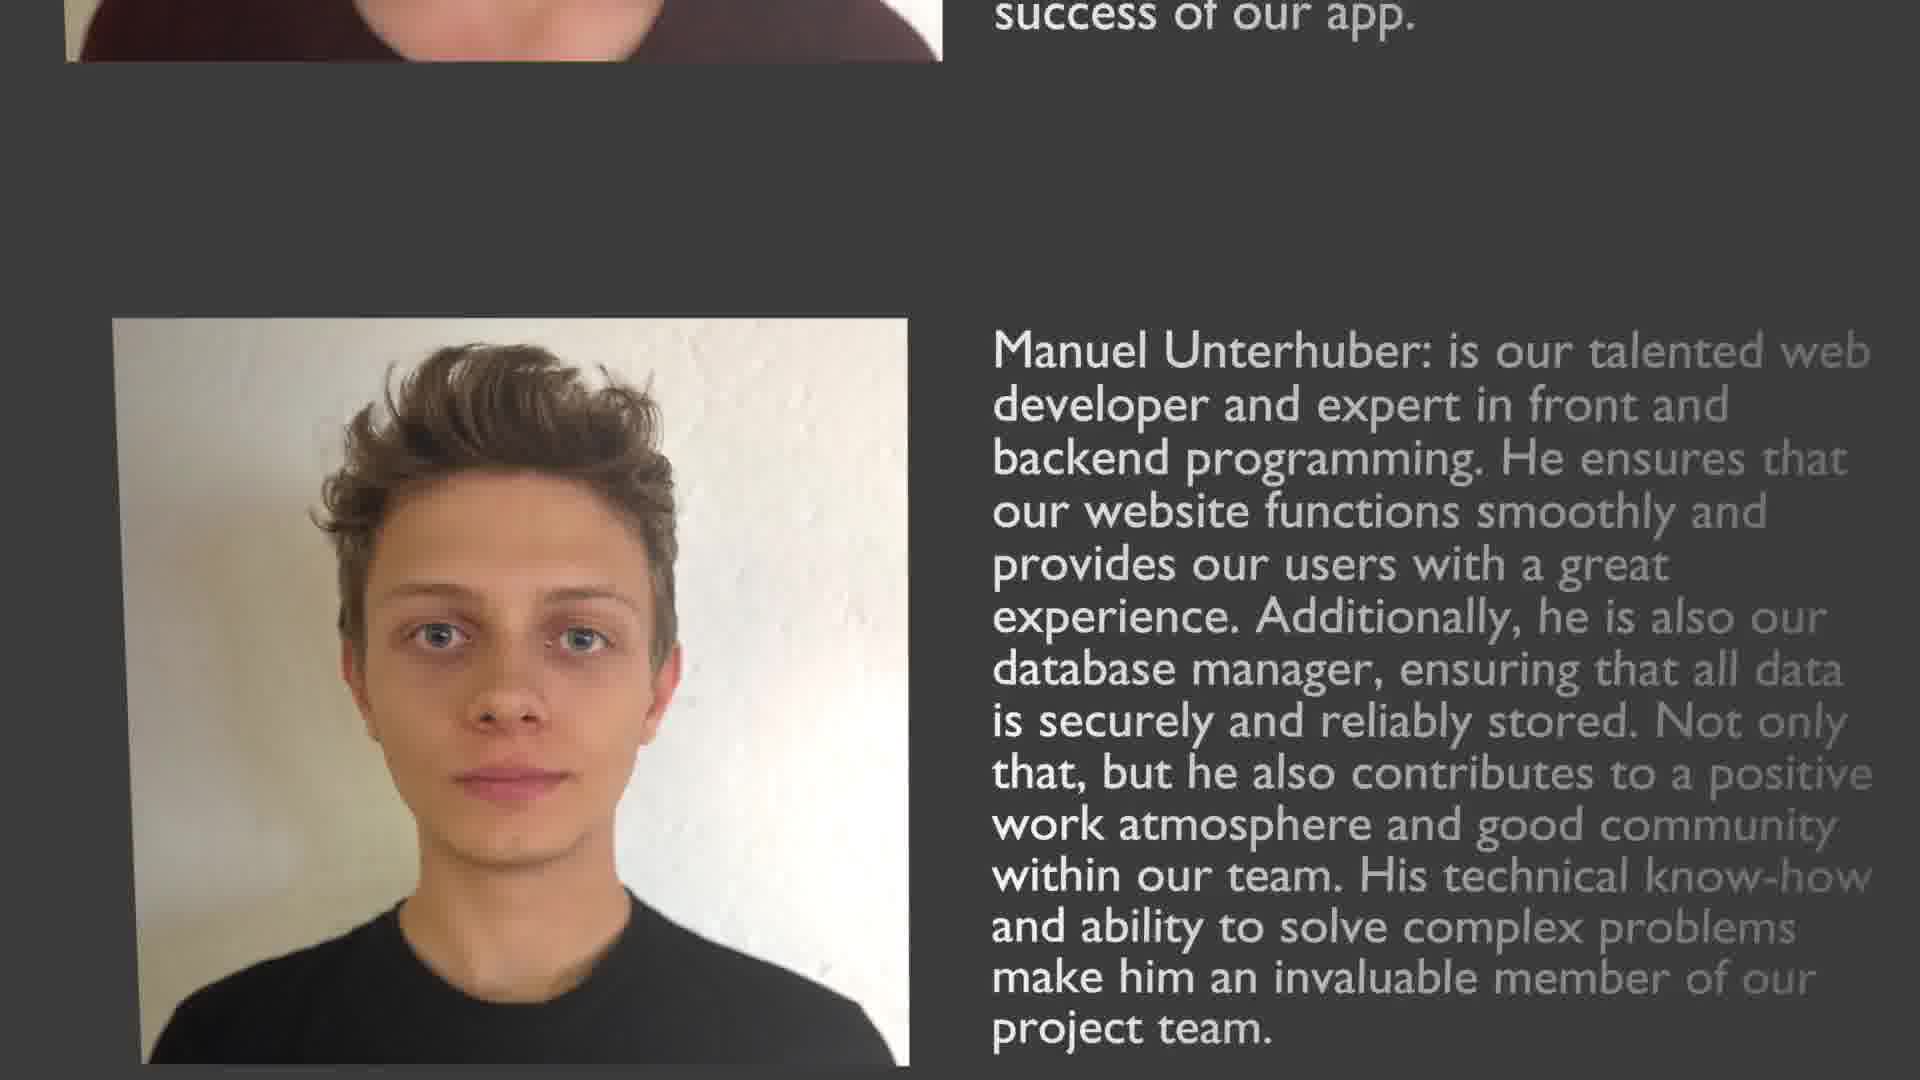 success of our app.
Manuel Unterhuber: is our talented web
developer and expert in front and
backend programming. He ensures that
our website functions smoothly and
provides our users with a great
experience. Additionally, he is also our
database manager, ensuring that all data
is securely and reliably stored. Not only
that, but he also contributes to a positive
work atmosphere and good community
within our team. His technical know-how
and ability to solve complex problems
make him an invaluable member of our
project team.